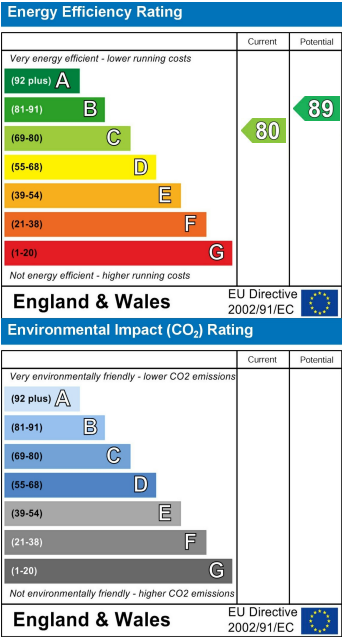 Energy Efficiency Rating
Current Potential
Very energy efficient - lower running costs
(92 plus) A
(81-91) B
(69-80) C
(55-68) D
(39-54) E
(21-38) F
(1-20) G
80
89
Not energy efficient - higher running costs
England & Wales
EU Directive
2002/91/EC
Environmental Impact (CO₂) Rating
Current Potential
Very environmentally friendly - lower CO2 emissions
(92 plus) A
(81-91) B
(69-80) C
(55-68) D
(39-54) E
(21-38) F
(1-20) G
Not environmentally friendly - higher CO2 emissions
England & Wales
EU Directive
2002/91/EC